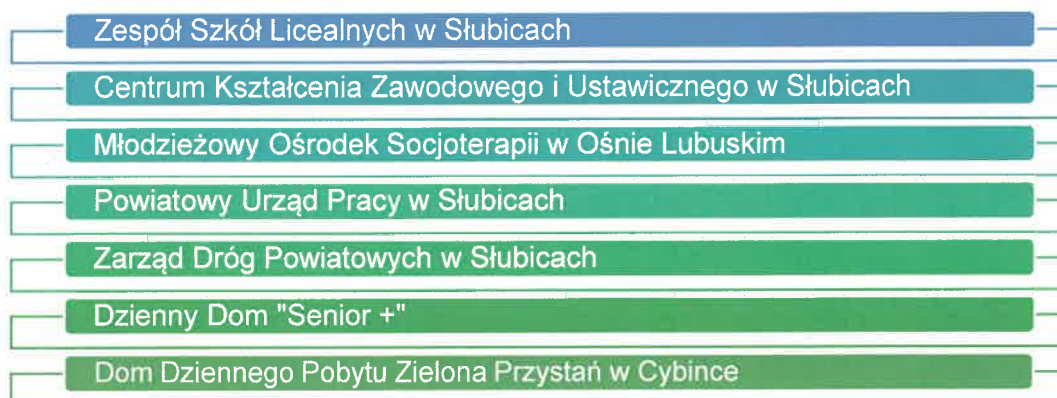 Zespół Szkół Licealnych w Słubicach
Centrum Kształcenia Zawodowego i Ustawicznego w Słubicach
Młodzieżowy Ośrodek Socjoterapii w Ośnie Lubuskim
Powiatowy Urząd Pracy w Słubicach
Zarząd Dróg Powiatowych w Słubicach
Dzienny Dom "Senior +"
Dom Dziennego Pobytu Zielona Przystań w Cybince